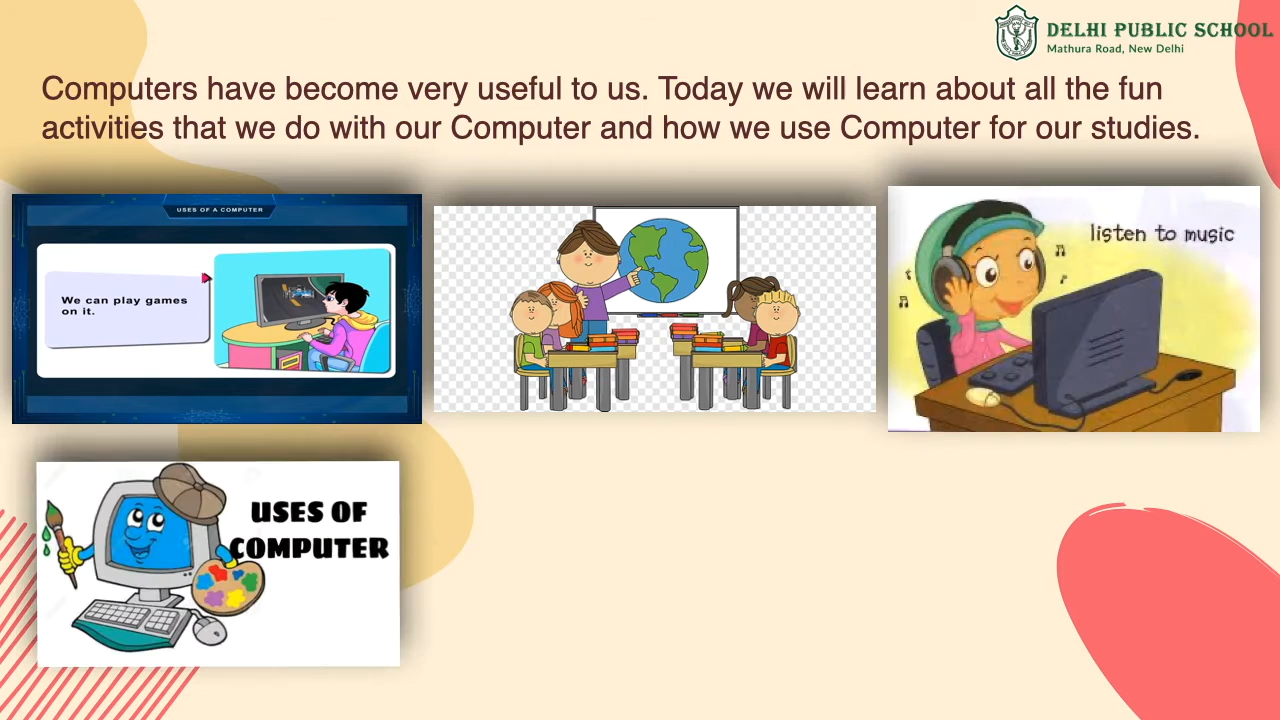 DELHI PUBLIC SCHOOL
Mathura Road, New Delhi
Computers have become very useful to us. Today we will learn about all the fun
activities that we do with our Computer and how we use Computer for our studies.
USES OF A COMPUTER
We can play games
on it.
listen to music
USES OF
COMPUTER